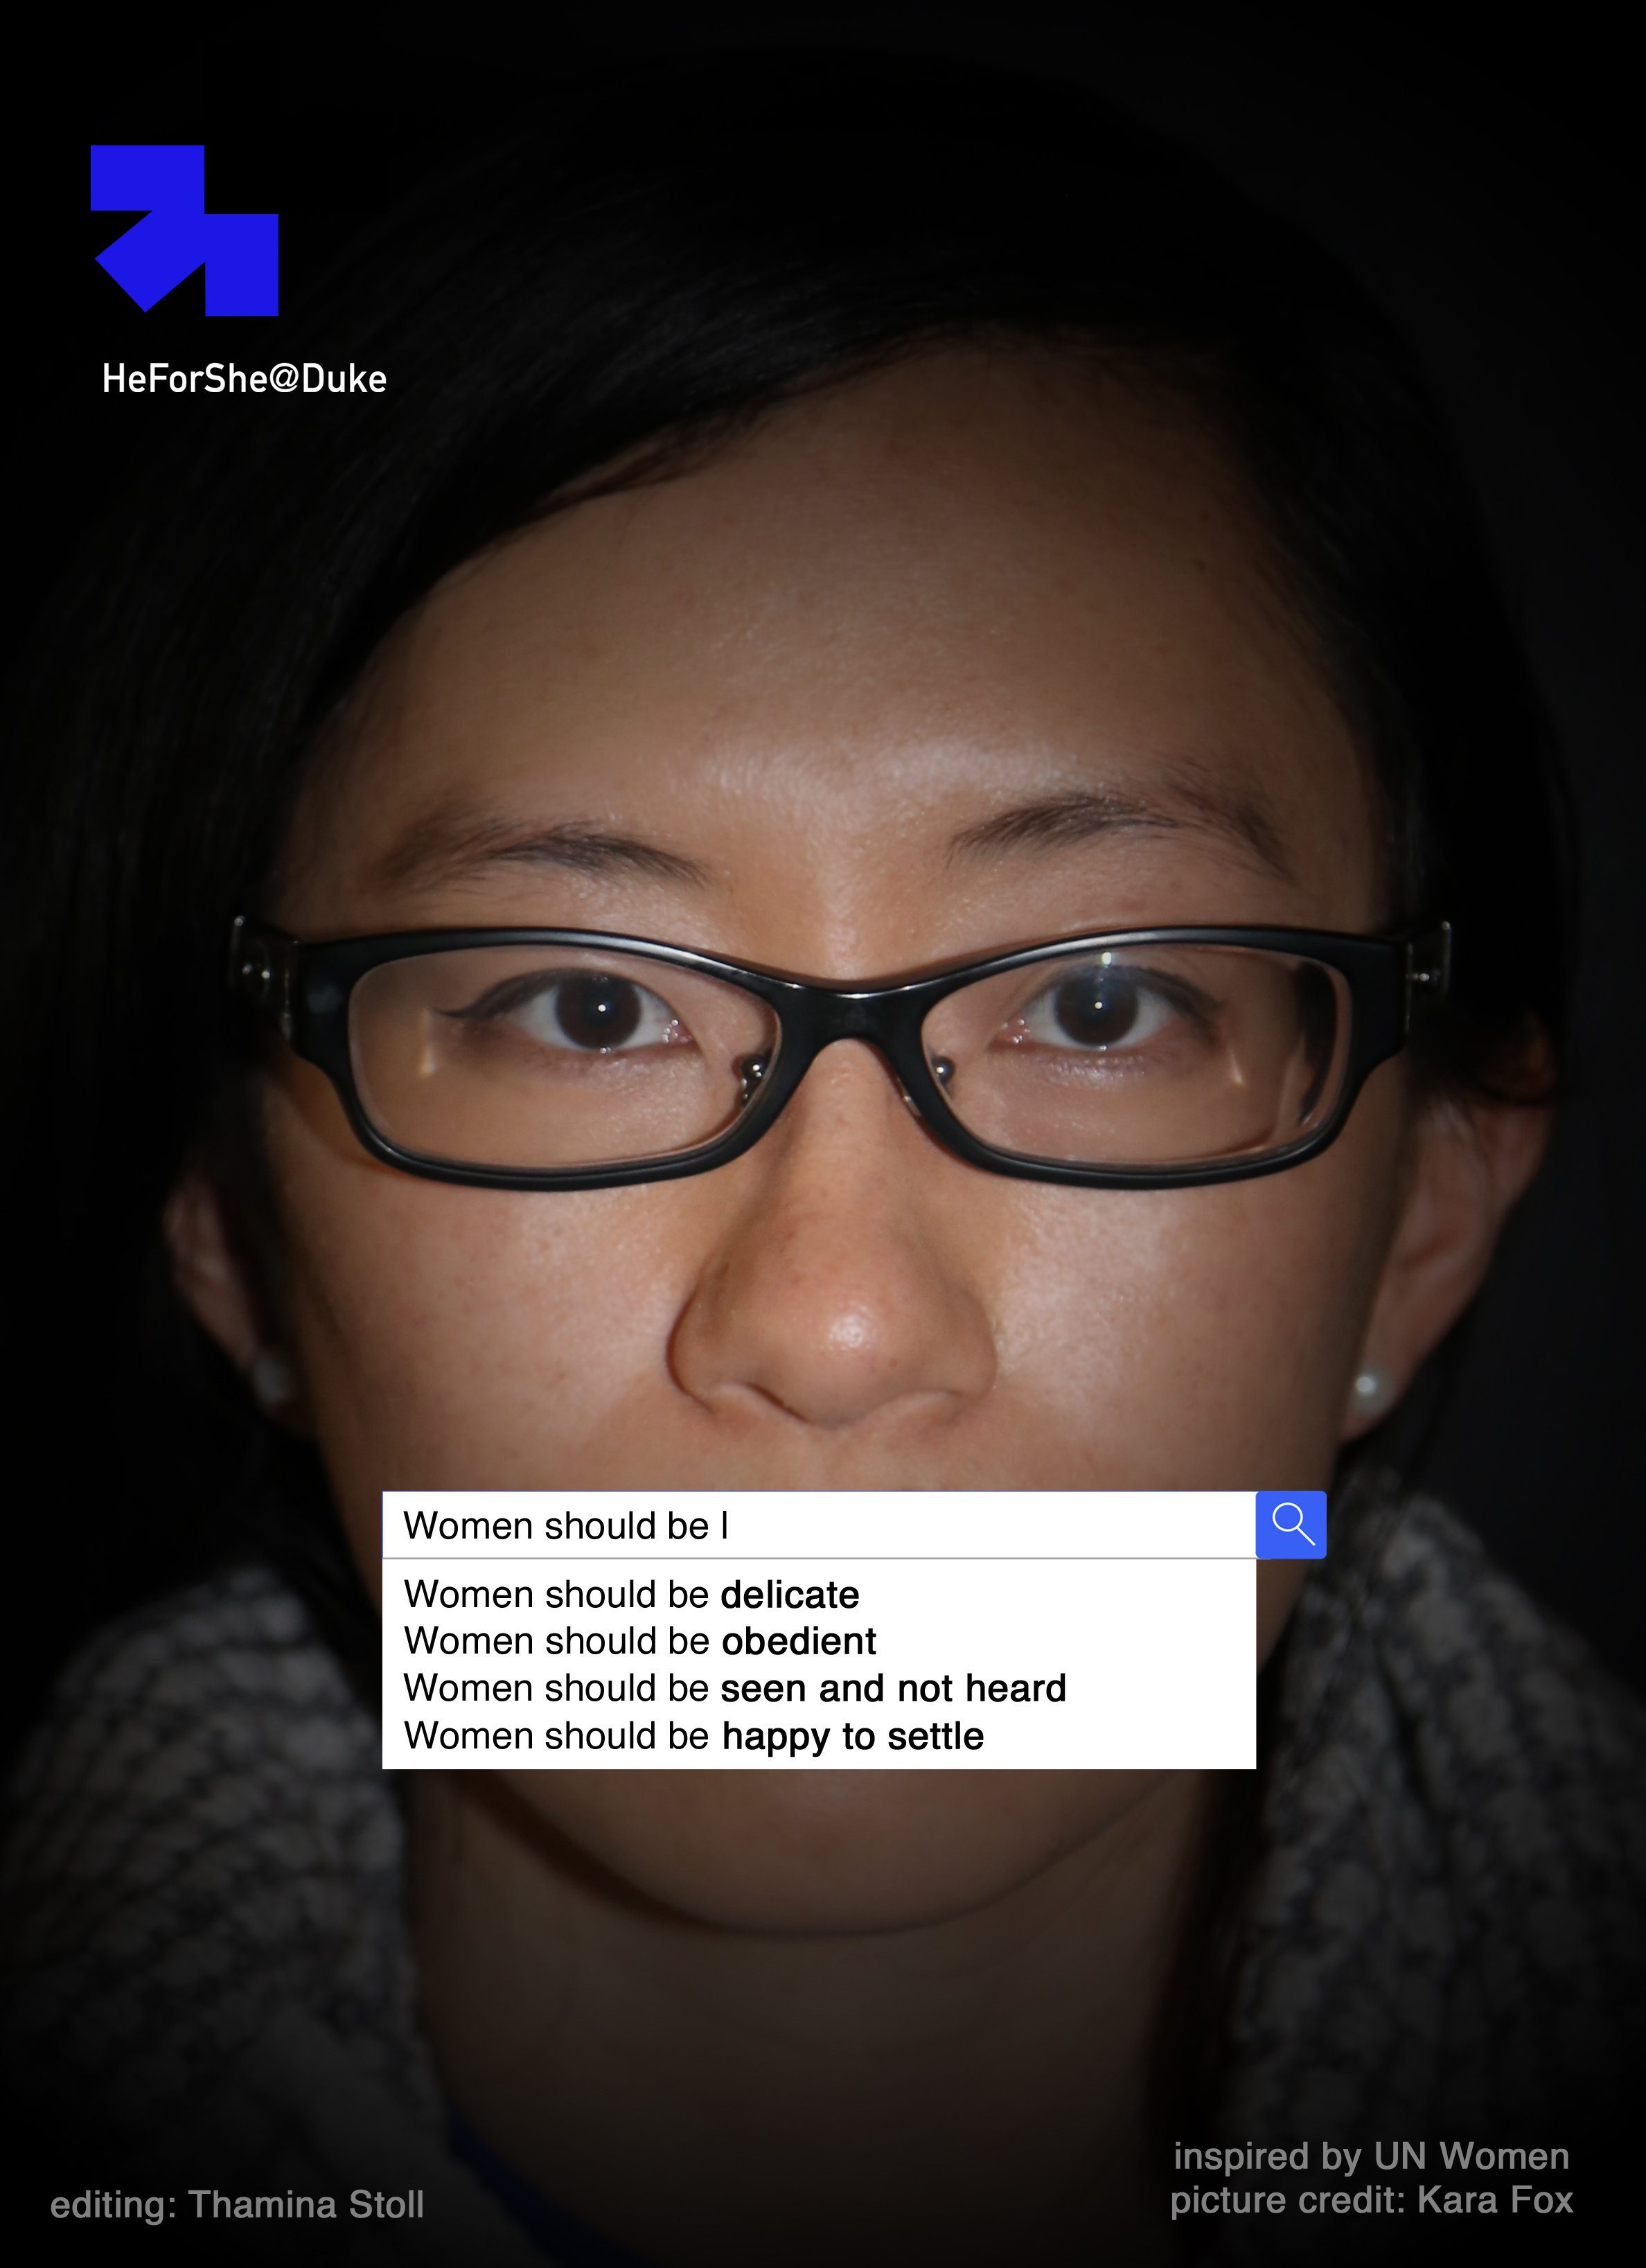 HeForShe@Duke
Women should be l
Women should be delicate
Women should be obedient
Women should be seen and not heard
Women should be happy to settle
inspired by UN Women
editing: Thamina Stoll
picture credit: Kara Fox